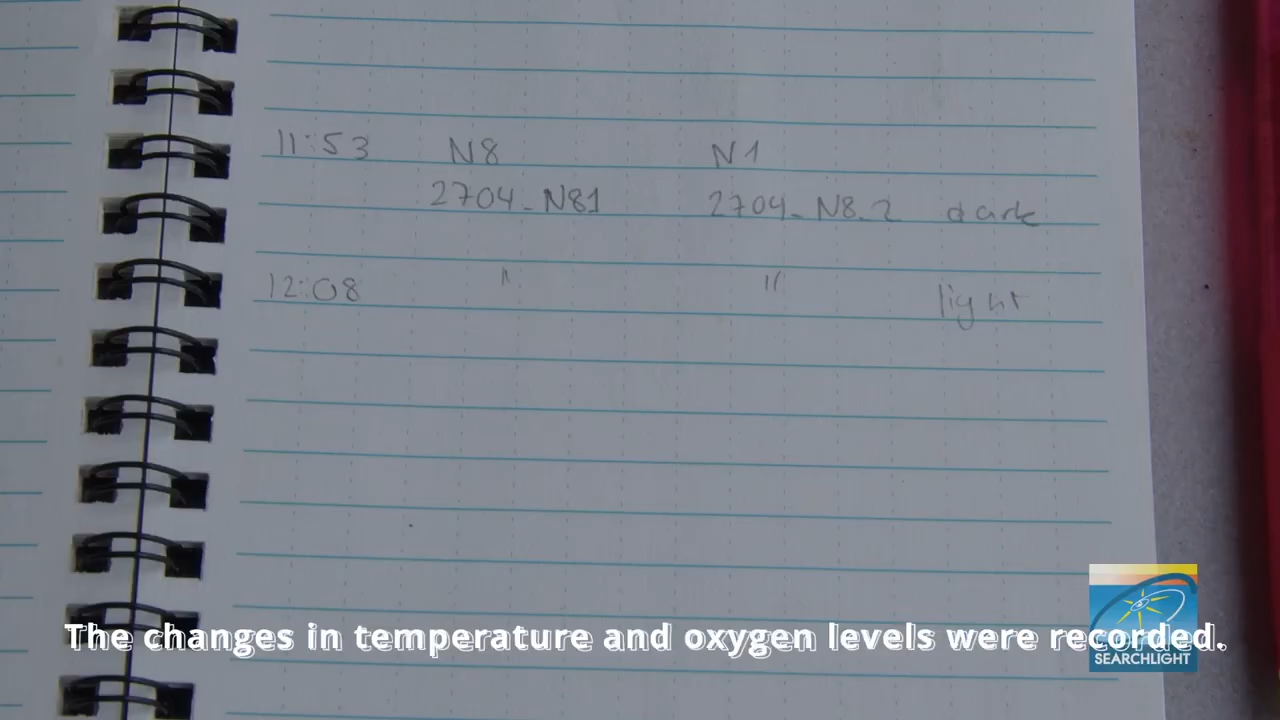 11:53 N8 N1
2704_N81 2704_N8.2 dark
12:08 " " light
The changes in temperature and oxygen levels were recorded.
SEARCHLIGHT